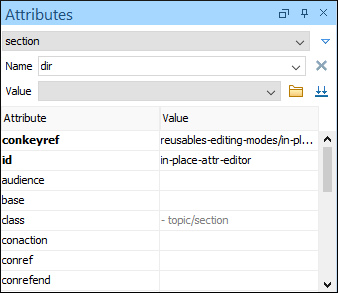 Attributes
section
Name dir
Value
Attribute Value
conkeyref reusables-editing-modes/in-pl...
id in-place-attr-editor
audience
base
class - topic/section
conaction
conref
conrefend